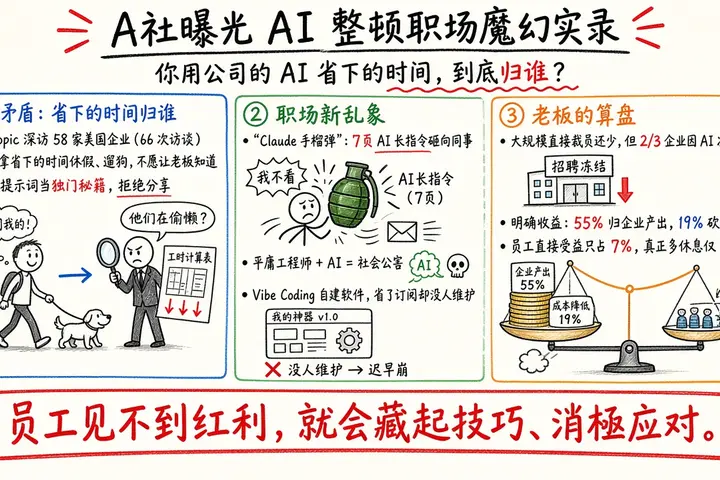 A社曝光 AI 整顿职场魔幻实录
你用公司的 AI 省下的时间，到底归谁？
矛盾：省下的时间归谁
opic 深访 58 家美国企业（66 次访谈）
拿省下的时间休假、遛狗，不愿让老板知道
提示词当独门秘籍，拒绝分享
我的！
他们在偷懒？
工时计算表
② 职场新乱象
• “Claude 手榴弹”：7页 AI 长指令砸向同事
我不看
AI长指令
（7页）
• 平庸工程师 + AI = 社会公害
AI
• Vibe Coding 自建软件，省了订阅却没人维护
我的神器 v1.0
没人维护 → 迟早崩
③ 老板的算盘
• 大规模直接裁员还少，但 2/3 企业因 AI
招聘冻结
• 明确收益：55% 归企业产出，19% 砍
• 员工直接受益只占 7%，真正多休息仅
企业产出
55%
成本降低
19%
员工见不到红利，就会藏起技巧、消極应对。